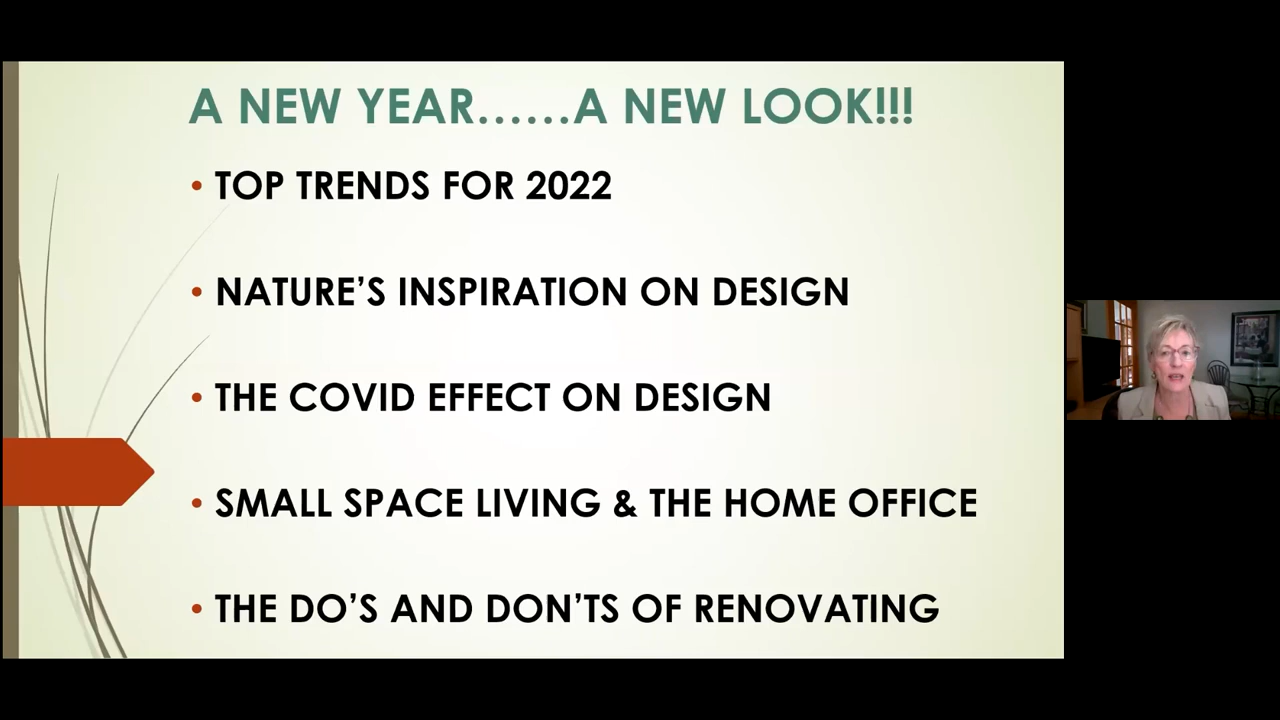 A NEW YEAR......A NEW LOOK!!!
• TOP TRENDS FOR 2022
• NATURE’S INSPIRATION ON DESIGN
• THE COVID EFFECT ON DESIGN
• SMALL SPACE LIVING & THE HOME OFFICE
• THE DO’S AND DON’TS OF RENOVATING